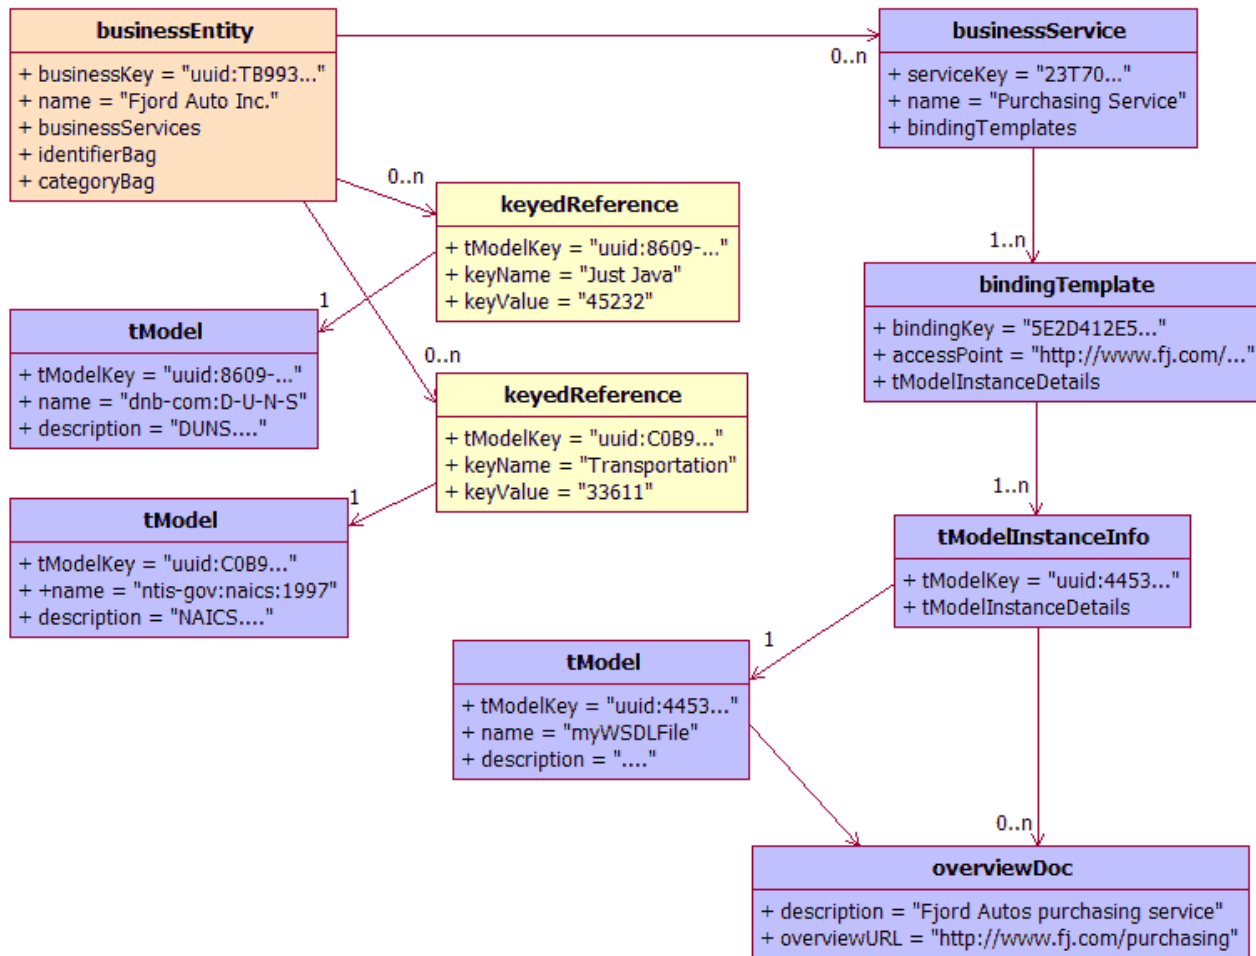 businessEntity
+ businessKey = "uuid:TB993..."
+ name = "Fjord Auto Inc."
+ businessServices
+ identifierBag
+ categoryBag
0..n
businessService
+ serviceKey = "23T70..."
+ name = "Purchasing Service"
+ bindingTemplates
0..n
keyedReference
+ tModelKey = "uuid:8609-..."
+ keyName = "Just Java"
+ keyValue = "45232"
1..n
bindingTemplate
+ bindingKey = "5E2D412E5...
+ accessPoint = "http://www.fj.com/..."
+ tModelInstanceDetails
1
tModel
+ tModelKey = "uuid:8609-..."
+ name = "dnb-com:D-U-N-S"
+ description = "DUNS...."
0..n
keyedReference
+ tModelKey = "uuid:C0B9..."
+ keyName = "Transportation"
+ keyValue = "33611"
1
tModel
+ tModelKey = "uuid:C0B9..."
+ +name = "ntis-gov:naics:1997"
+ description = "NAICS...."
1..n
tModelInstanceInfo
+ tModelKey = "uuid:4453..."
+ tModelInstanceDetails
1
tModel
+ tModelKey = "uuid:4453..."
+ name = "myWSDLFile"
+ description = "...."
0..n
overviewDoc
+ description = "Fjord Autos purchasing service"
+ overviewURL = "http://www.fj.com/purchasing"